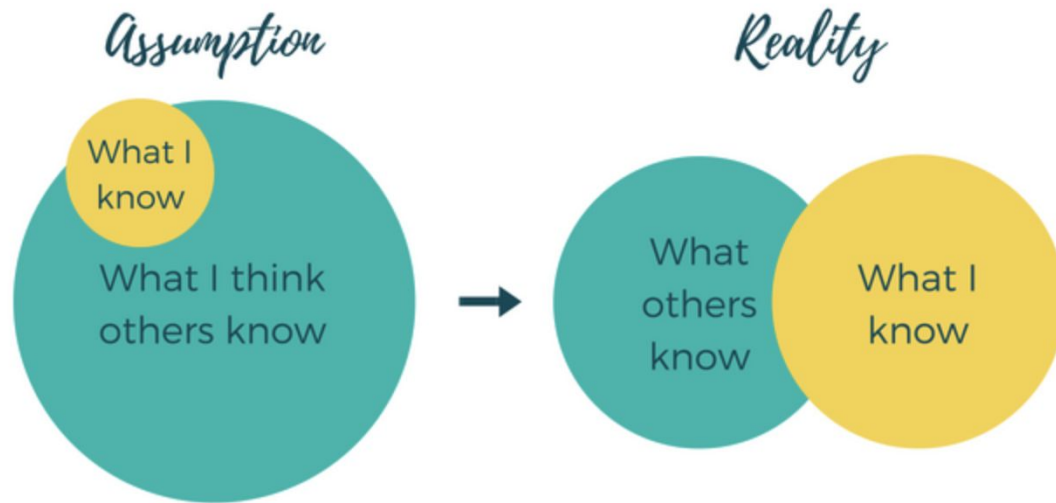 Assumption
What I
know
What I think
others know
Reality
What
others
know
What I
know